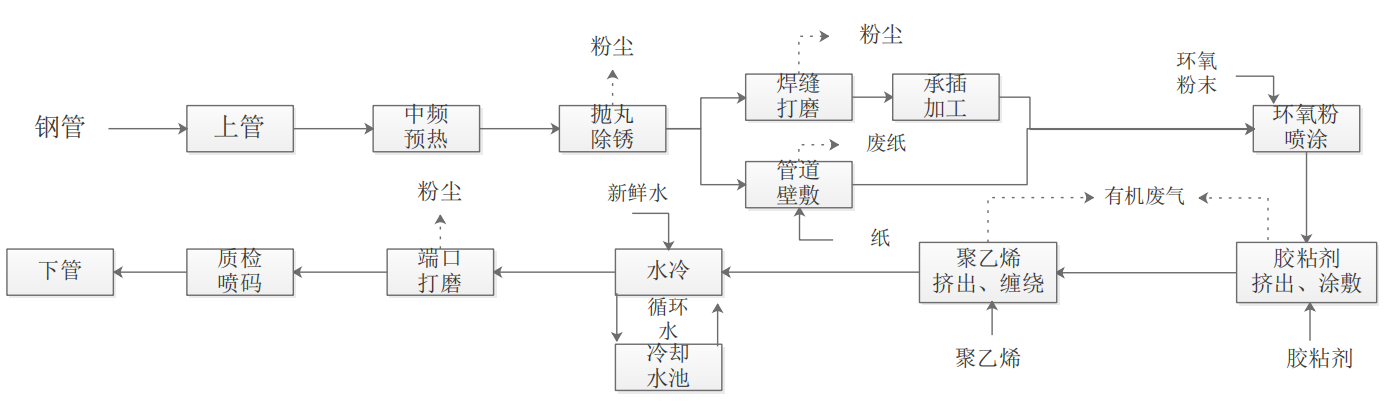 粉尘
粉尘
环氧
粉末
钢管
上管
中频
预热
抛丸
除锈
焊缝
打磨
承插
加工
环氧粉
喷涂
废纸
管道
壁敷
纸
粉尘
新鲜水
有机废气
下管
质检
喷码
端口
打磨
水冷
聚乙烯
挤出、缠绕
胶粘剂
挤出、涂敷
循环
水
冷却
水池
聚乙烯
胶粘剂